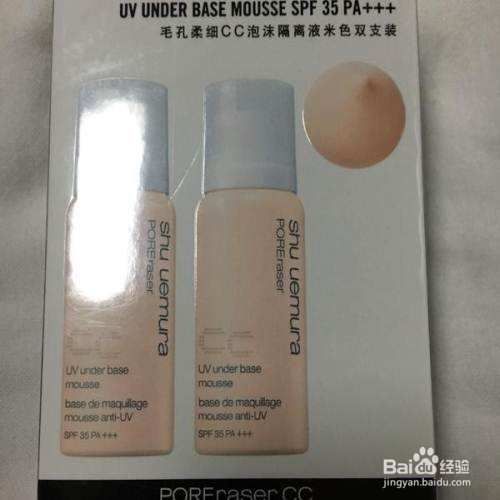 UV UNDER BASE MOUSSE SPF 35 PA+++
毛孔柔细CC泡沫隔离液米色双支装
shu uemura
POREraser
CC
UV under base
mousse
base de maquillage
mousse anti-UV
SPF 35 PA+++
shu uemura
POREraser
CC
UV under base
mousse
base de maquillage
mousse anti-UV
SPF 35 PA +++
POREraser CC
Baidu经验
jingyan.baidu.com